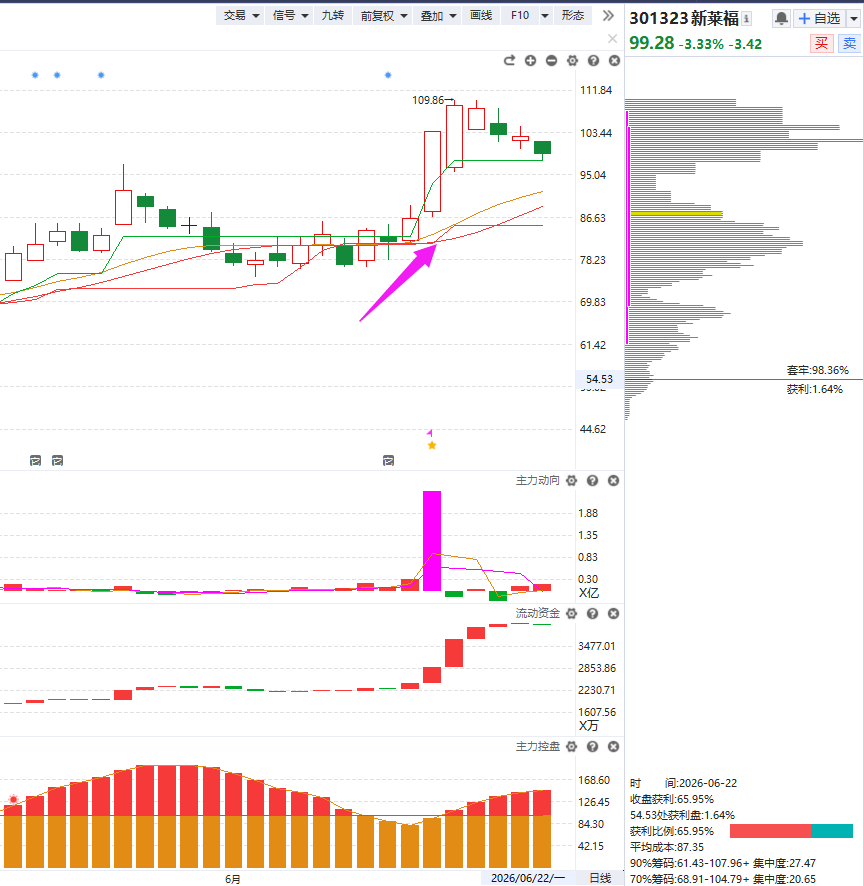 交易 信号 九转 前复权 叠加 画线 F10 形态
301323 新莱福
自选
99.28 -3.33% -3.42
买 卖
111.84
109.86
103.44
95.04
86.63
78.23
69.83
61.42
套牢:98.36%
54.53
获利:1.64%
44.62
主力动向
1.88
1.35
0.83
0.30
X亿
流动资金
3477.01
2853.86
2230.71
1607.56
X万
主力控盘
168.60
126.45
84.30
42.15
时 间:2026-06-22
收盘获利:65.95%
54.53处获利盘:1.64%
获利比例:65.95%
平均成本:87.35
90%筹码:61.43-107.96+ 集中度:27.47
70%筹码:68.91-104.79+ 集中度:20.65
6月 2026/06/22/一 日线